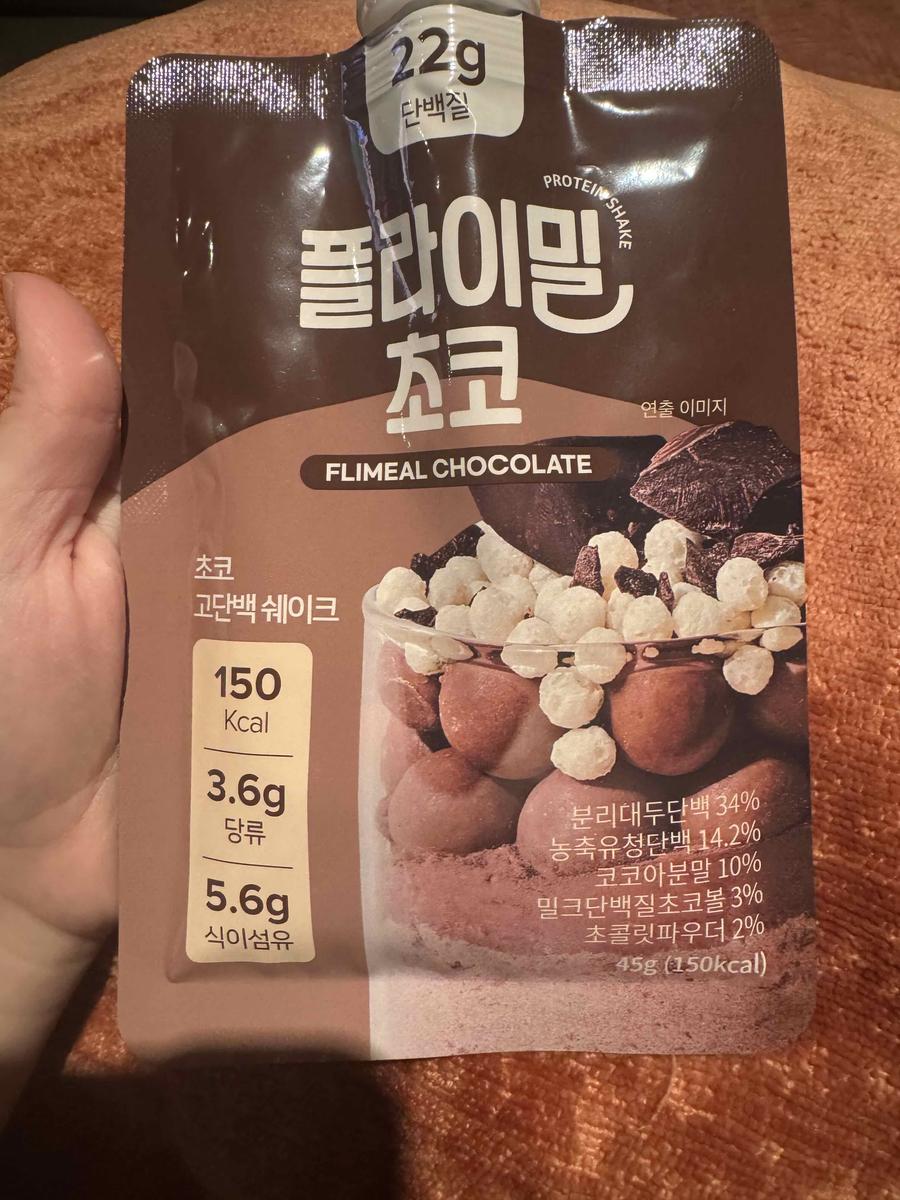 22g
단백질
PROTEIN SHAKE
플라이밀
초코
연출 이미지
FLIMEAL CHOCOLATE
초코
고단백 쉐이크
150
Kcal
3.6g
당류
5.6g
식이섬유
분리대두단백 34%
농축유청단백 14.2%
코코아분말 10%
밀크단백질초코볼 3%
초콜릿파우더 2%
45g (150kcal)